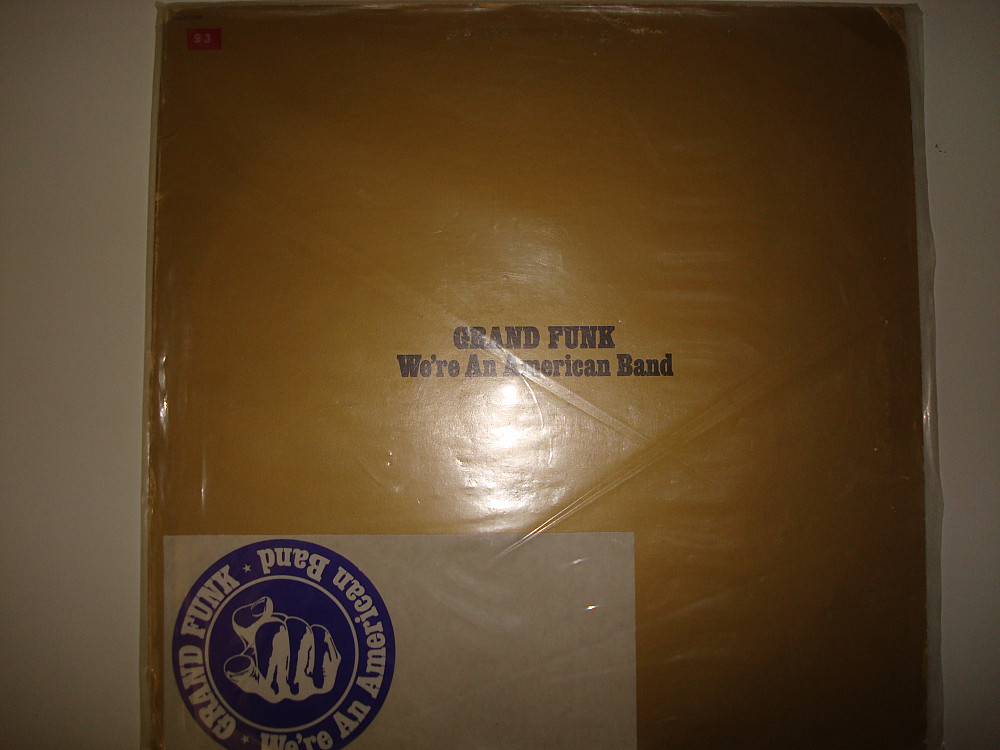 GRAND FUNK
We're An American Band
GRAND FUNK ★ We're An American Band ★